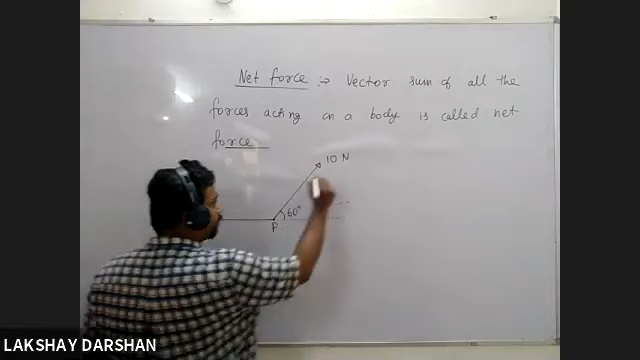 Net force :→ Vector sum of all the
forces acting on a body is called net
force
10 N
60°
P
LAKSHAY DARSHAN